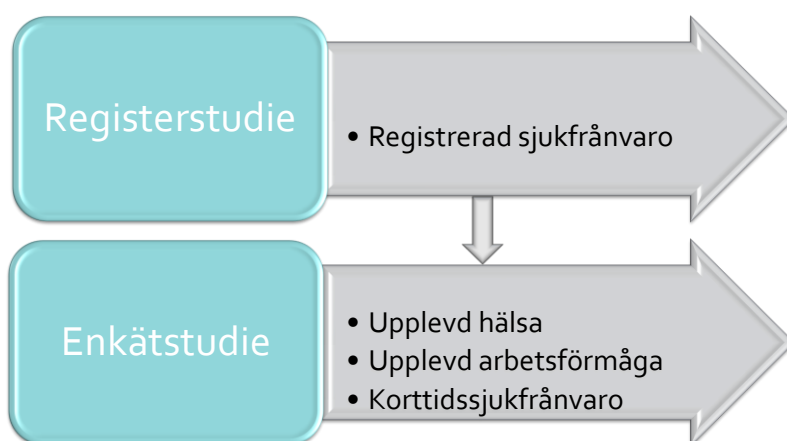 Registerstudie
• Registrerad sjukfrånvaro
Enkätstudie
• Upplevd hälsa
• Upplevd arbetsförmåga
• Korttidssjukfrånvaro